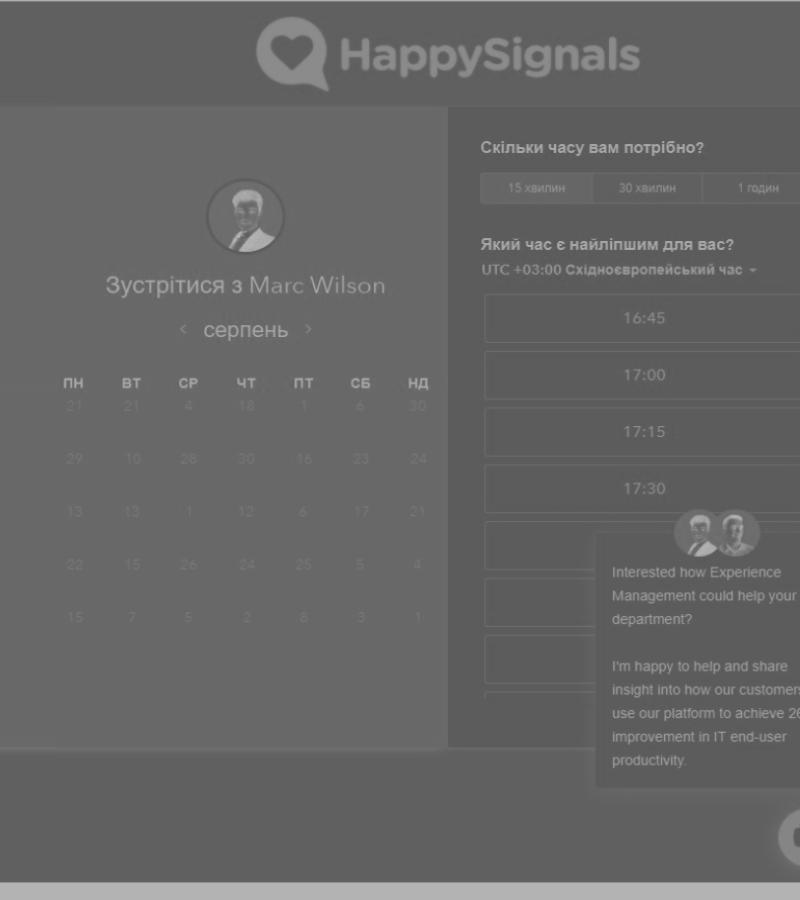 HappySignals
Зустрітися з Marc Wilson
< серпень >
ПН ВТ СР ЧТ ПТ СБ НД
21 21 4 18 1 6 30
29 10 28 30 16 23 24
13 13 1 12 6 17 21
22 15 26 24 25 5 4
15 7 5 2 8 3 1
Скільки часу вам потрібно?
15 хвилин 30 хвилин 1 годин
Який час є найліпшим для вас?
UTC +03:00 Східноєвропейський час
16:45
17:00
17:15
17:30
Interested how Experience
Management could help your
department?
I'm happy to help and share
insight into how our customers
use our platform to achieve 26
improvement in IT end-user
productivity.